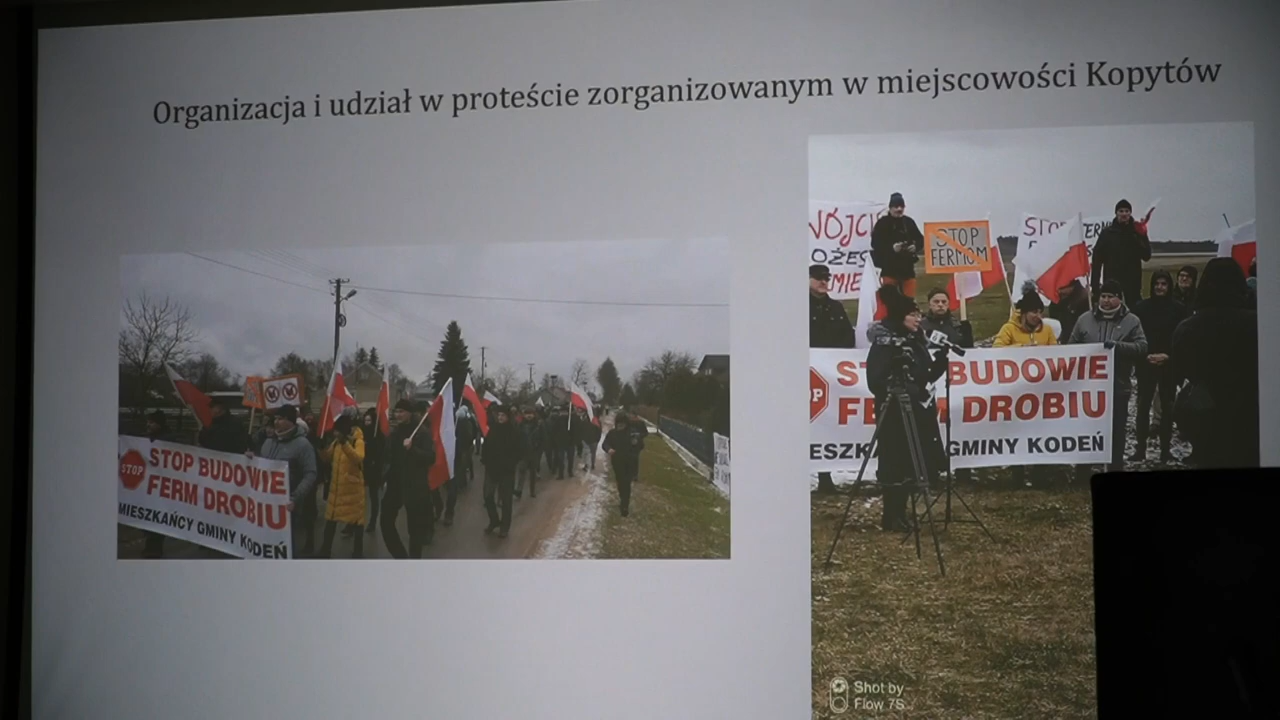 Organizacja i udział w proteście zorganizowanym w miejscowości Kopytów
STOP
STOP BUDOWIE
FERM DROBIU
MIESZKAŃCY GMINY KODEŃ
STOP
FERMOM
BUDOWIE
DROBIU
GMINY KODEŃ
Shot by
Flow 7S